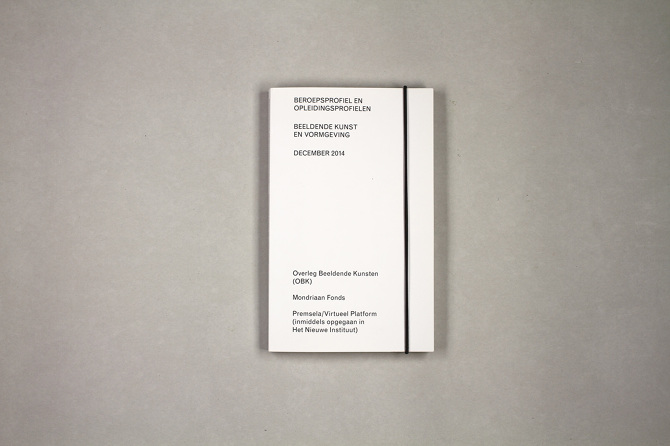 BEROEPSPROFIEL EN
OPLEIDINGSPROFIELEN
BEELDENDE KUNST
EN VORMGEVING
DECEMBER 2014
Overleg Beeldende Kunsten
(OBK)
Mondriaan Fonds
Premsela/Virtueel Platform
(inmiddels opgegaan in
Het Nieuwe Instituut)